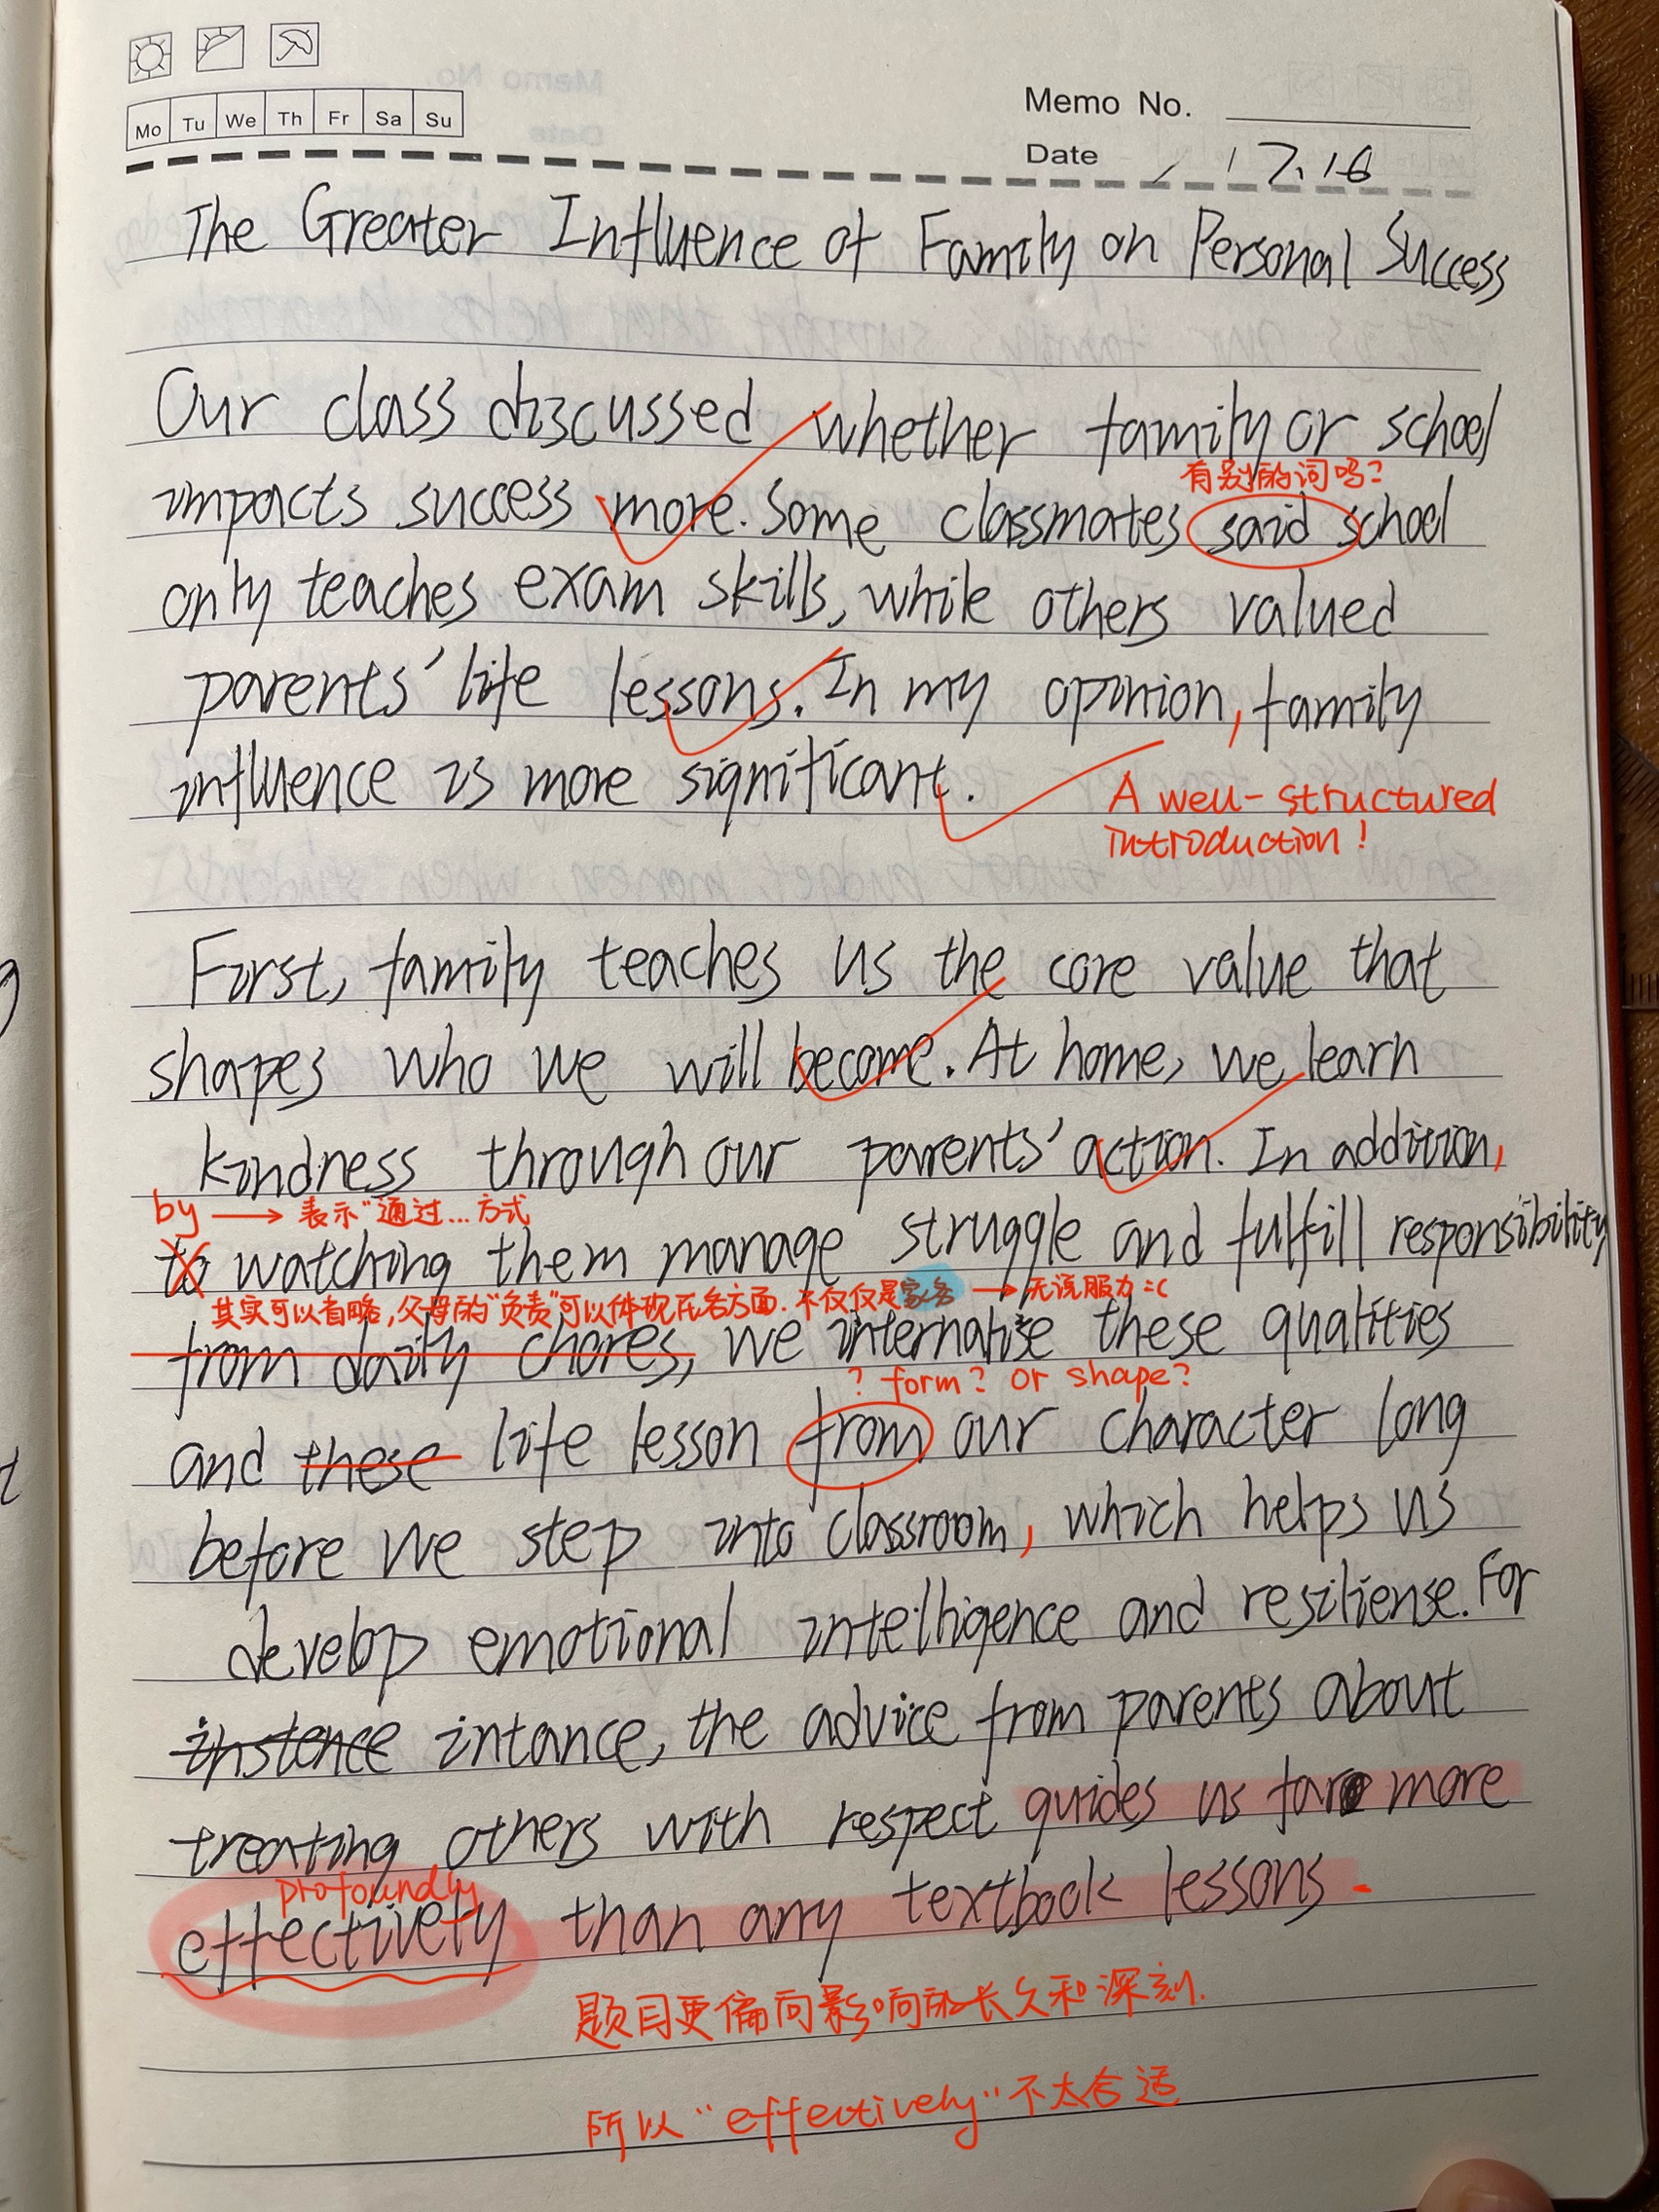 Mo Tu We Th Fr Sa Su
Memo No.
Date 17.16
The Greater Influence of Family on Personal Success
Our class discussed whether family or school
有别的词吗?
impacts success more. Some classmates said school
only teaches exam skills, while others valued
parents' life lessons. In my opinion, family
influence is more significant.
A well-structured
introduction!
First, family teaches us the core value that
shapes who we will become. At home, we learn
kindness through our parents' action. In addition,
by → 表示"通过...方式
to watching them manage struggle and fulfill responsibility
其实可以省略,父母的"负责"可以体现在各方面.不仅仅是家务 → 无说服力 :(
from daily chores, we internalise these qualities
? form? or shape?
and these life lesson from our character long
before we step into classroom, which helps us
develop emotional intelligence and resiliense. For
instence intance, the advice from parents about
treating others with respect guides us far more
profoundly
effectively than any textbook lessons.
题目更偏向影响的长久和深刻.
所以"effectively"不太合适